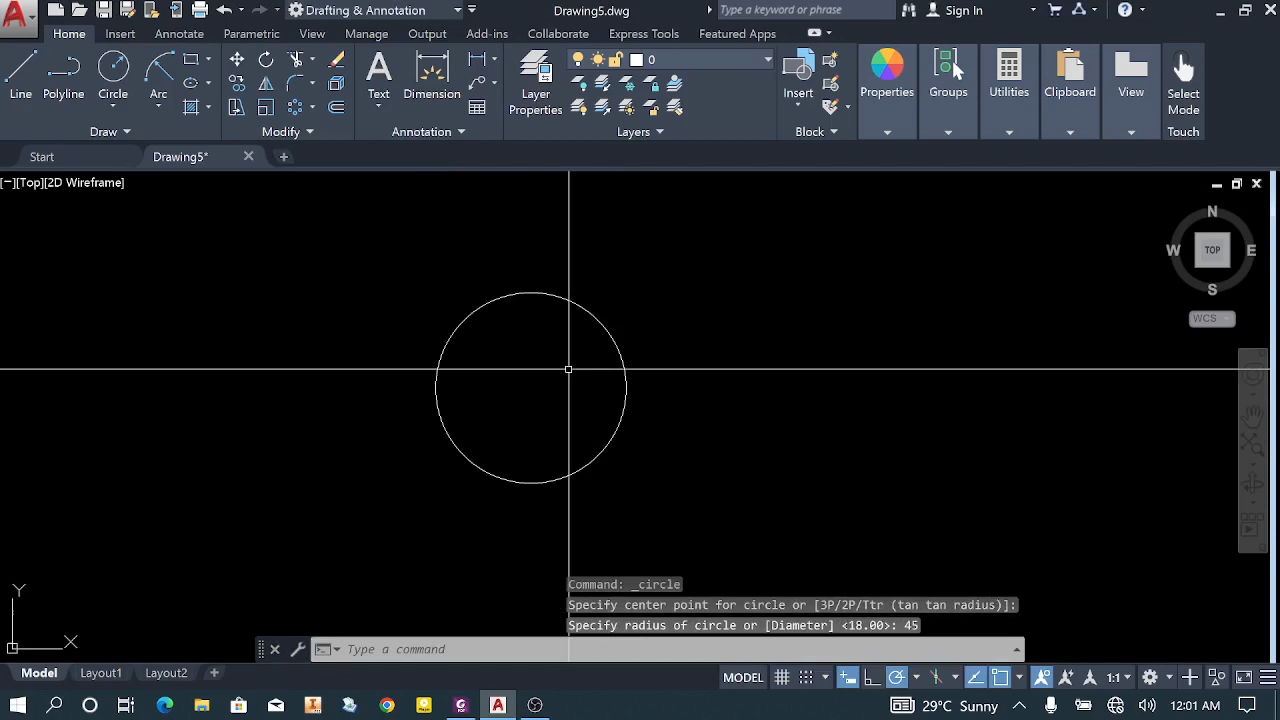 Drafting & Annotation
Drawing5.dwg
Type a keyword or phrase
Sign In
Home Insert Annotate Parametric View Manage Output Add-ins Collaborate Express Tools Featured Apps
Line Polyline Circle Arc
Text Dimension
Layer Properties
0
Insert
Properties Groups Utilities Clipboard View
Select Mode
Draw Modify Annotation Layers Block Touch
Start Drawing5*
[−][Top][2D Wireframe]
N
W TOP E
S
WCS
Command: _circle
Specify center point for circle or [3P/2P/Ttr (tan tan radius)]:
Specify radius of circle or [Diameter] <18.00>: 45
Y
X
Type a command
Model Layout1 Layout2
MODEL 1:1
29°C Sunny 12:01 AM